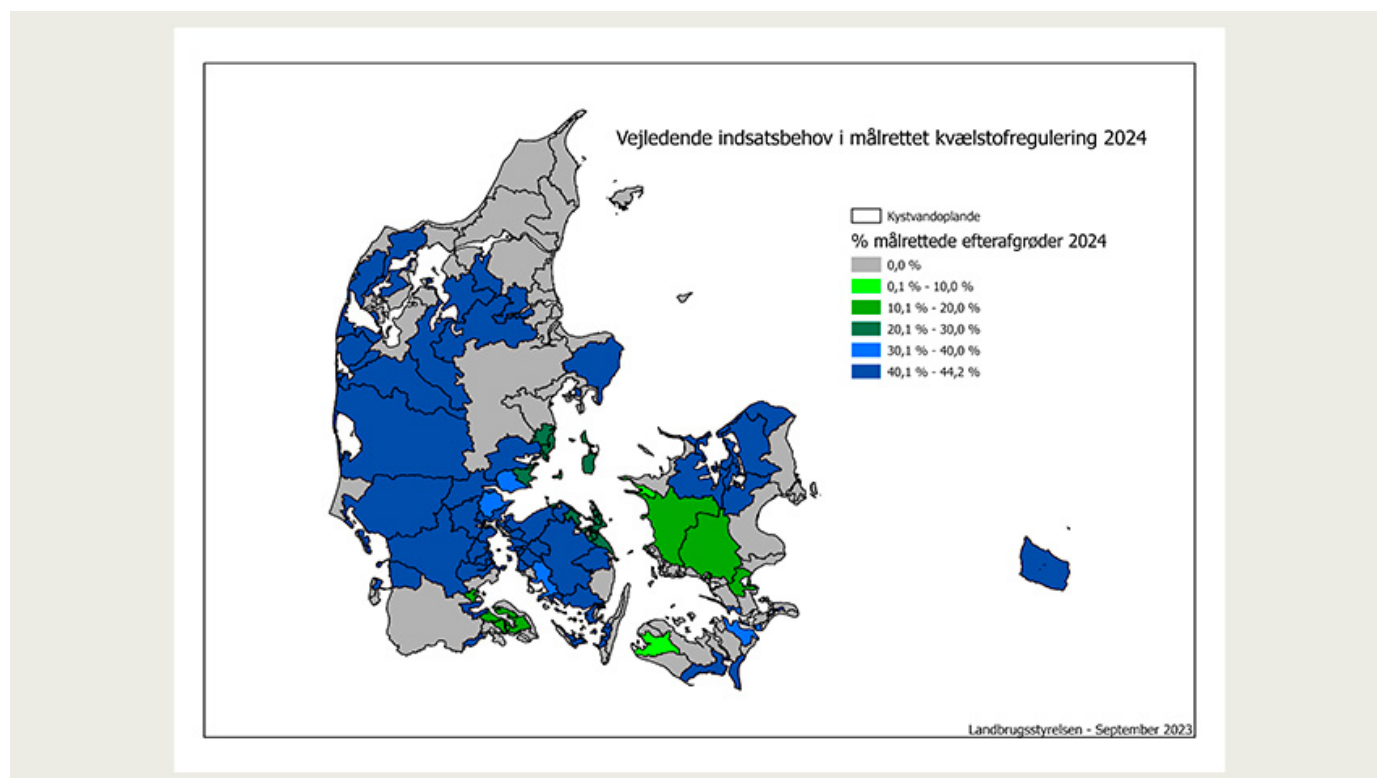 Vejledende indsatsbehov i målrettet kvælstofregulering 2024
Kystvandoplande
% målrettede efterafgrøder 2024
0,0 %
0,1 % - 10,0 %
10,1 % - 20,0 %
20,1 % - 30,0 %
30,1 % - 40,0 %
40,1 % - 44,2 %
Landbrugsstyrelsen - September 2023